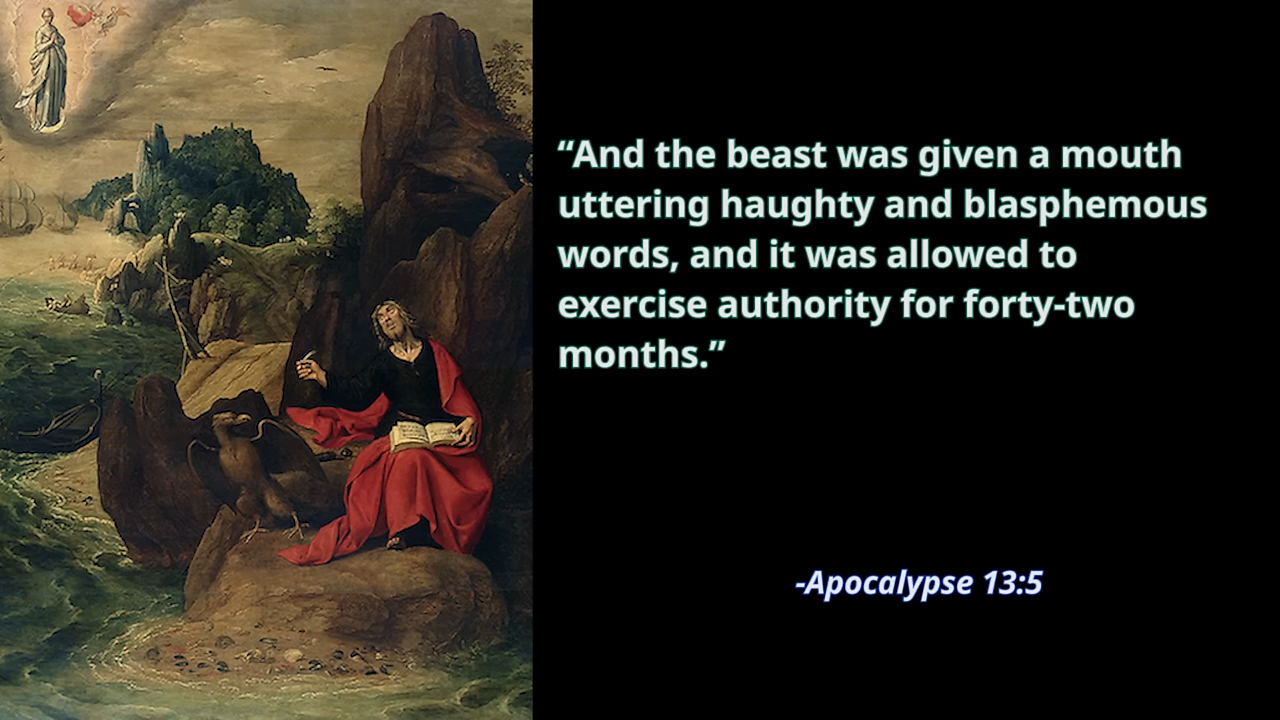 “And the beast was given a mouth
uttering haughty and blasphemous
words, and it was allowed to
exercise authority for forty-two
months.”
-Apocalypse 13:5